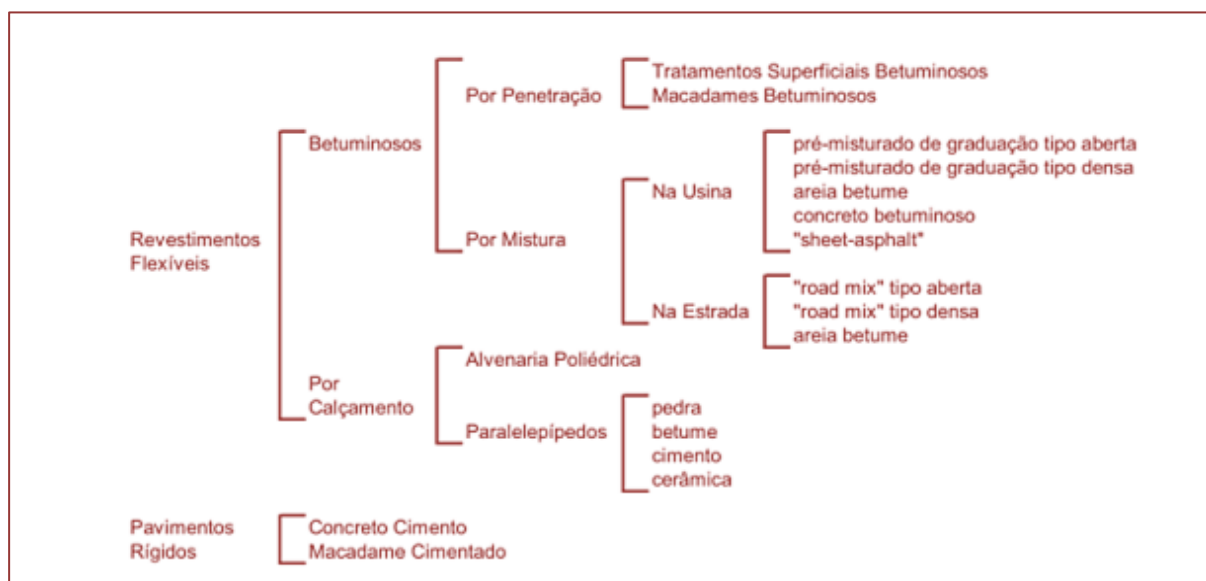 Tratamentos Superficiais Betuminosos
Por Penetração
Macadames Betuminosos
Betuminosos
pré-misturado de graduação tipo aberta
pré-misturado de graduação tipo densa
Na Usina
areia betume
concreto betuminoso
Revestimentos
Flexíveis
Por Mistura
"sheet-asphalt"
"road mix" tipo aberta
Na Estrada
"road mix" tipo densa
areia betume
Alvenaria Poliédrica
Por
Calçamento
pedra
Paralelepípedos
betume
cimento
cerâmica
Pavimentos
Rígidos
Concreto Cimento
Macadame Cimentado